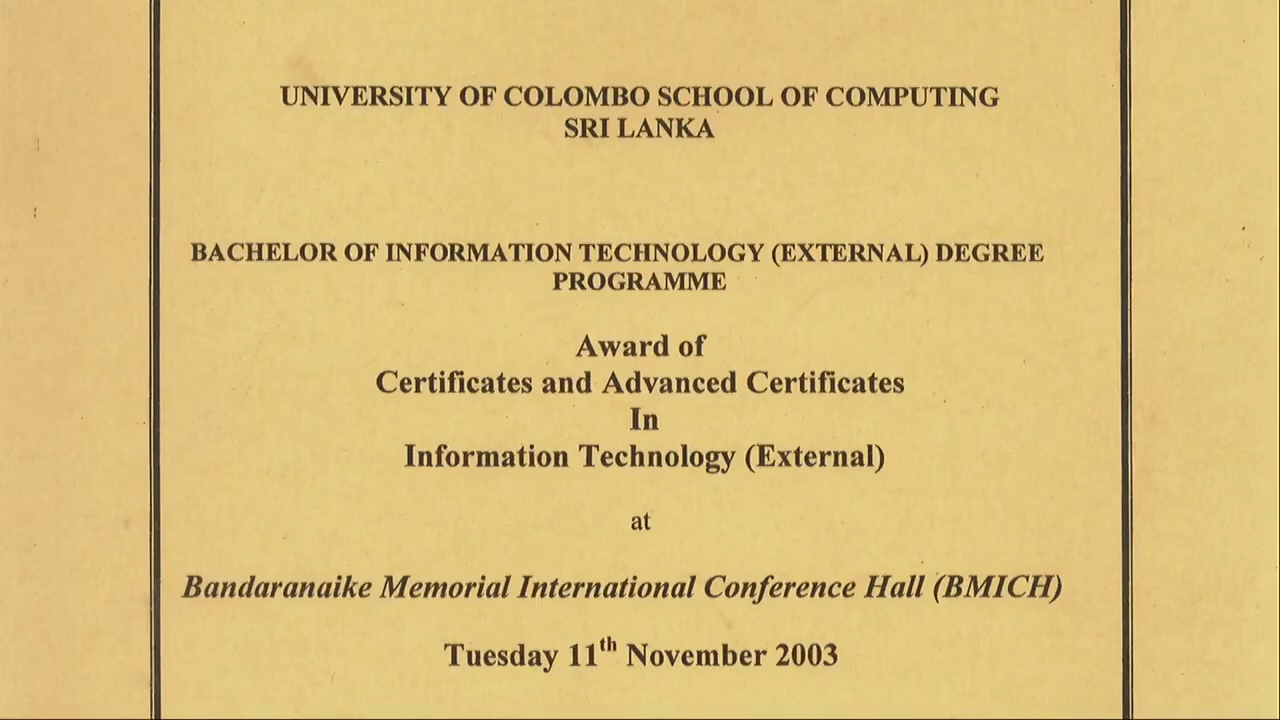 UNIVERSITY OF COLOMBO SCHOOL OF COMPUTING
SRI LANKA
BACHELOR OF INFORMATION TECHNOLOGY (EXTERNAL) DEGREE
PROGRAMME
Award of
Certificates and Advanced Certificates
In
Information Technology (External)
at
Bandaranaike Memorial International Conference Hall (BMICH)
Tuesday 11th November 2003